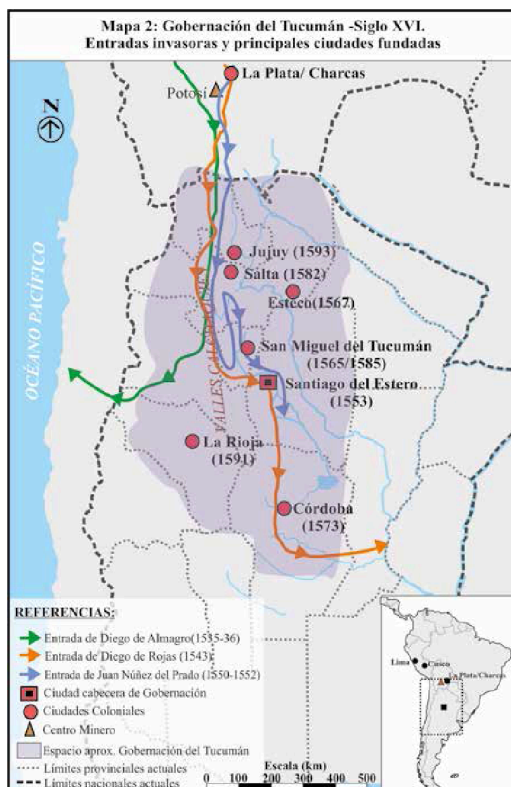 Mapa 2: Gobernación del Tucumán -Siglo XVI.
Entradas invasoras y principales ciudades fundadas
La Plata/ Charcas
Potosí
N
OCÉANO PACÍFICO
Jujuy (1593)
Salta (1582)
Esteco(1567)
San Miguel del Tucumán
(1565/1585)
Santiago del Estero
(1553)
VALLES
La Rioja
(1591)
Córdoba
(1573)
REFERENCIAS:
Entrada de Diego de Almagro(1535-36)
Entrada de Diego de Rojas (1543)
Entrada de Juan Núñez del Prado (1550-1552)
Ciudad cabecera de Gobernación
Ciudades Coloniales
Centro Minero
Espacio aprox. Gobernación del Tucumán
Límites provinciales actuales
Límites nacionales actuales
Escala (km)
0 100 200 300 400 500
Lima
Cusco
La Plata/Charcas